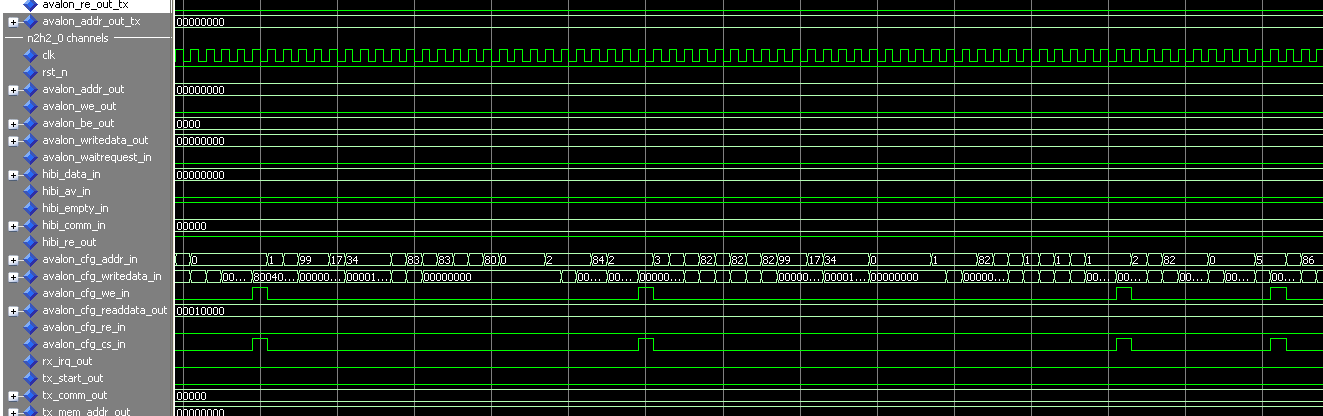 avalon_re_out_tx
avalon_addr_out_tx 00000000
n2h2_0 channels
clk
rst_n
avalon_addr_out 00000000
avalon_we_out
avalon_be_out 0000
avalon_writedata_out 00000000
avalon_waitrequest_in
hibi_data_in 00000000
hibi_av_in
hibi_empty_in
hibi_comm_in 00000
hibi_re_out
avalon_cfg_addr_in 0 1 99 17 34 83 83 80 0 2 84 2 3 82 82 82 99 17 34 0 1 82 1 1 1 2 82 0 5 86
avalon_cfg_writedata_in 00... 80040... 00000... 00001... 00000000 00... 00... 00000... 00000... 00001... 00000000 00000... 00... 00... 00... 00... 00...
avalon_cfg_we_in
avalon_cfg_readdata_out 00010000
avalon_cfg_re_in
avalon_cfg_cs_in
rx_irq_out
tx_start_out
tx_comm_out 00000
tx_mem_addr_out 00000000